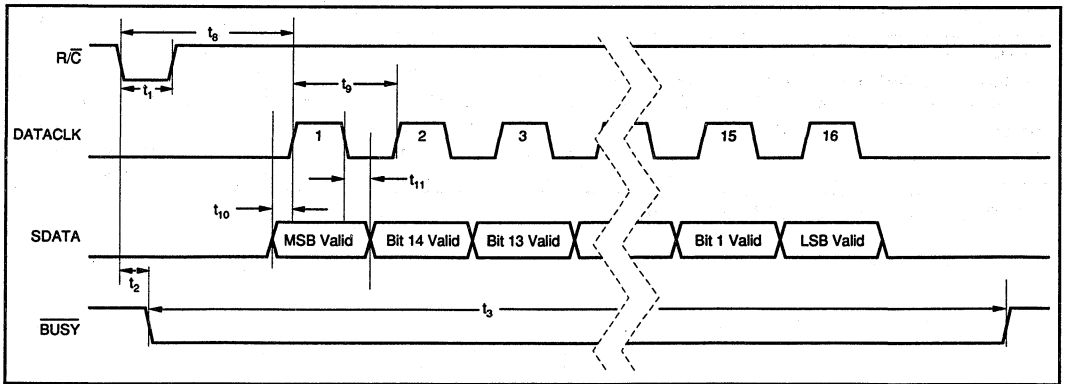 t8
R/C̅
t1
t9
DATACLK
1 2 3 15 16
t11
t10
SDATA
MSB Valid Bit 14 Valid Bit 13 Valid Bit 1 Valid LSB Valid
t2
t3
B̅U̅S̅Y̅